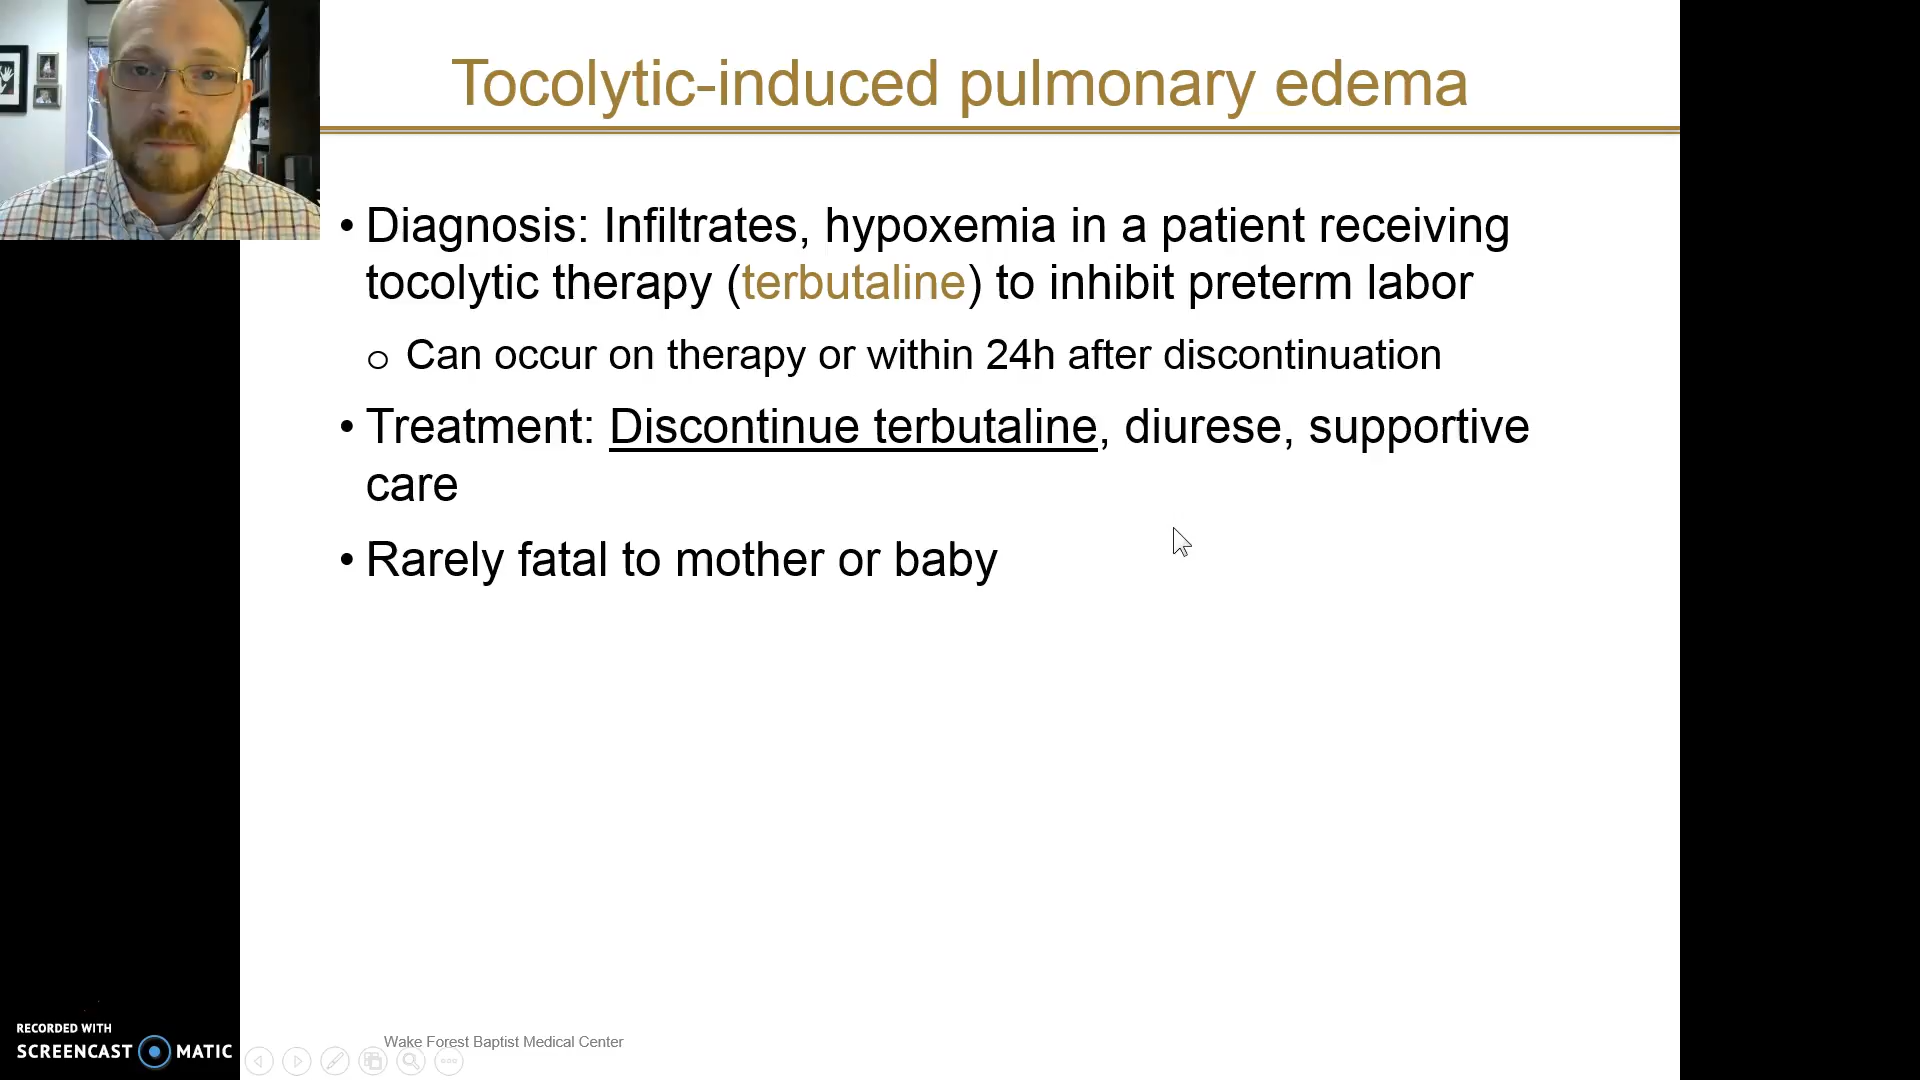 Tocolytic-induced pulmonary edema
• Diagnosis: Infiltrates, hypoxemia in a patient receiving
tocolytic therapy (terbutaline) to inhibit preterm labor
o Can occur on therapy or within 24h after discontinuation
• Treatment: Discontinue terbutaline, diurese, supportive
care
• Rarely fatal to mother or baby
Wake Forest Baptist Medical Center
RECORDED WITH
SCREENCAST MATIC